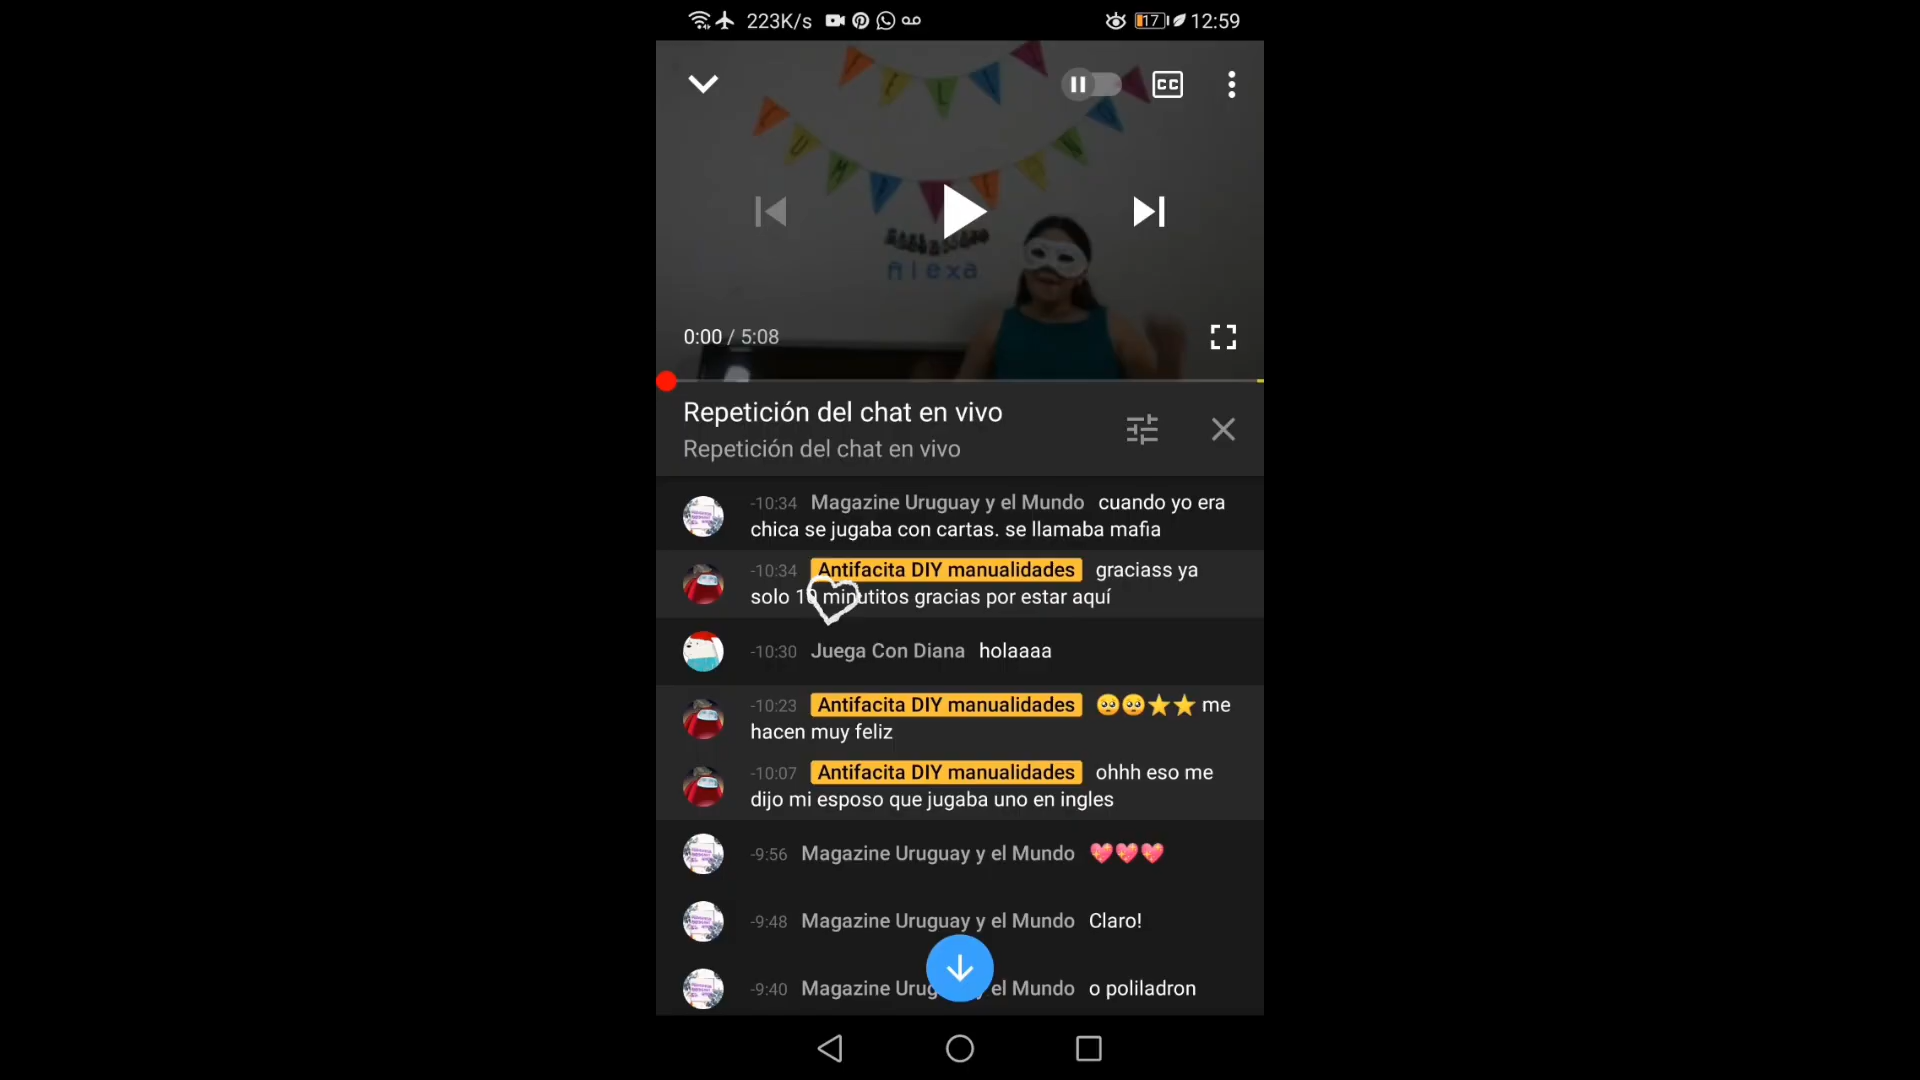 223K/s 17 12:59
CC
Alexa
0:00 / 5:08
Repetición del chat en vivo
Repetición del chat en vivo
-10:34 Magazine Uruguay y el Mundo cuando yo era
chica se jugaba con cartas. se llamaba mafia
-10:34 Antifacita DIY manualidades graciass ya
solo 10 minutitos gracias por estar aquí
-10:30 Juega Con Diana holaaaa
-10:23 Antifacita DIY manualidades 🥺🥺⭐⭐ me
hacen muy feliz
-10:07 Antifacita DIY manualidades ohhh eso me
dijo mi esposo que jugaba uno en ingles
-9:56 Magazine Uruguay y el Mundo 💖💖💖
-9:48 Magazine Uruguay y el Mundo Claro!
-9:40 Magazine Urug y el Mundo o poliladron